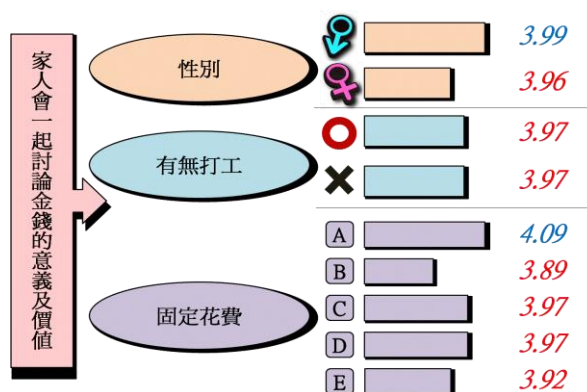 家人會一起討論金錢的意義及價值
性別
3.99
3.96
有無打工
3.97
3.97
固定花費
A 4.09
B 3.89
C 3.97
D 3.97
E 3.92